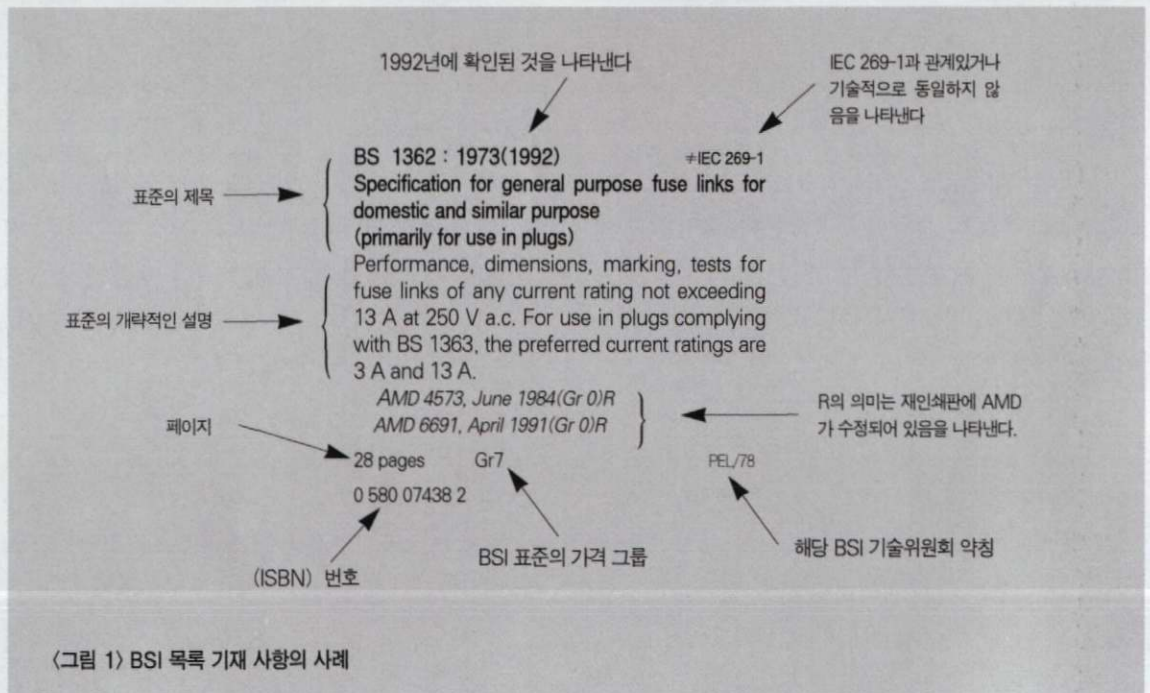 1992년에 확인된 것을 나타낸다
IEC 269-1과 관계있거나
기술적으로 동일하지 않
음을 나타낸다
BS 1362 : 1973(1992) ≠IEC 269-1
표준의 제목
Specification for general purpose fuse links for
domestic and similar purpose
(primarily for use in plugs)
표준의 개략적인 설명
Performance, dimensions, marking, tests for
fuse links of any current rating not exceeding
13 A at 250 V a.c. For use in plugs complying
with BS 1363, the preferred current ratings are
3 A and 13 A.
AMD 4573, June 1984(Gr 0)R
AMD 6691, April 1991(Gr 0)R
R의 의미는 재인쇄판에 AMD
가 수정되어 있음을 나타낸다.
페이지
28 pages Gr7 PEL/78
0 580 07438 2
(ISBN) 번호
BSI 표준의 가격 그룹
해당 BSI 기술위원회 약칭
〈그림 1〉 BSI 목록 기재 사항의 사례